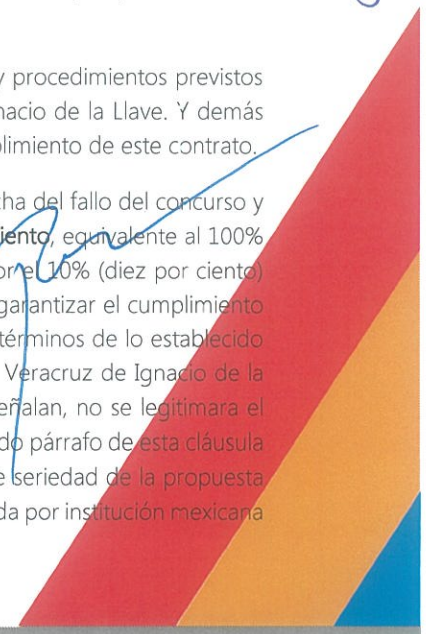 y procedimientos previstos
nacio de la Llave. Y demás
plimiento de este contrato.
cha del fallo del concurso y
iento, equivalente al 100%
or el 10% (diez por ciento)
garantizar el cumplimiento
términos de lo establecido
Veracruz de Ignacio de la
eñalan, no se legitimara el
do párrafo de esta cláusula
e seriedad de la propuesta
da por institución mexicana